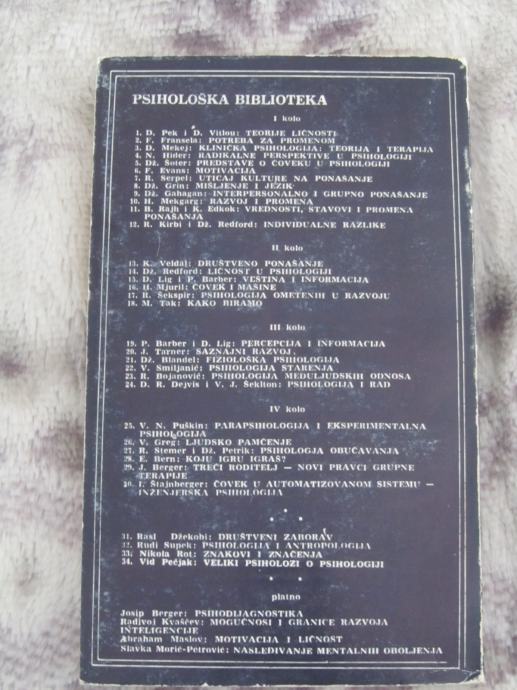 PSIHOLOŠKA BIBLIOTEKA
I kolo
1. D. Pek i D. Vitlou: TEORIJE LIČNOSTI
2. F. Fransela: POTREBA ZA PROMENOM
3. D. Mekej: KLINIČKA PSIHOLOGIJA: TEORIJA I TERAPIJA
4. N. Hider: RADIKALNE PERSPEKTIVE U PSIHOLOGIJI
5. Dž. Šoter: PREDSTAVE O ČOVEKU U PSIHOLOGIJI
6. F. Evans: MOTIVACIJA
7. R. Serpel: UTICAJ KULTURE NA PONAŠANJE
8. Dž. Grin: MIŠLJENJE I JEZIK
9. Dž. Gahagan: INTERPERSONALNO I GRUPNO PONAŠANJE
10. H. Mekgarg: RAZVOJ I PROMENA
11. B. Rajh i K. Edkok: VREDNOSTI, STAVOVI I PROMENA
PONAŠANJA
12. R. Kirbi i Dž. Redford: INDIVIDUALNE RAZLIKE
II kolo
13. K. Veldal: DRUŠTVENO PONAŠANJE
14. Dž. Redford: LIČNOST U PSIHOLOGIJI
15. D. Lig i P. Barber: VEŠTINA I INFORMACIJA
16. H. Mjuril: ČOVEK I MAŠINE
17. R. Šekspir: PSIHOLOGIJA OMETENIH U RAZVOJU
18. M. Tak: KAKO BIRAMO
III kolo
19. P. Barber i D. Lig: PERCEPCIJA I INFORMACIJA
20. J. Tarner: SAZNAJNI RAZVOJ
21. Dž. Blandel: FIZIOLOŠKA PSIHOLOGIJA
22. V. Smiljanić: PSIHOLOGIJA STARENJA
23. R. Bojanović: PSIHOLOGIJA MEĐULJUDSKIH ODNOSA
24. D. R. Dejvis i V. J. Šeklton: PSIHOLOGIJA I RAD
IV kolo
25. V. N. Puškin: PARAPSIHOLOGIJA I EKSPERIMENTALNA
PSIHOLOGIJA
26. V. Greg: LJUDSKO PAMĆENJE
27. R. Stemer i Dž. Petrik: PSIHOLOGIJA OBUČAVANJA
28. E. Bern: KOJU IGRU IGRAŠ?
29. J. Berger: TREĆI RODITELJ — NOVI PRAVCI GRUPNE
TERAPIJE
30. I. Štajnberger: ČOVEK U AUTOMATIZOVANOM SISTEMU —
INŽENJERSKA PSIHOLOGIJA
31. Rasl Džekobi: DRUŠTVENI ZABORAV
32. Rudi Supek: PSIHOLOGIJA I ANTROPOLOGIJA
33. Nikola Rot: ZNAKOVI I ZNAČENJA
34. Vid Pečjak: VELIKI PSIHOLOZI O PSIHOLOGIJI
platno
Josip Berger: PSIHODIJAGNOSTIKA
Radivoj Kvaščev: MOGUĆNOSI I GRANICE RAZVOJA
INTELIGENCIJE
Abraham Maslov: MOTIVACIJA I LIČNOST
Slavka Morić-Petrović: NASLEĐIVANJE MENTALNIH OBOLJENJA